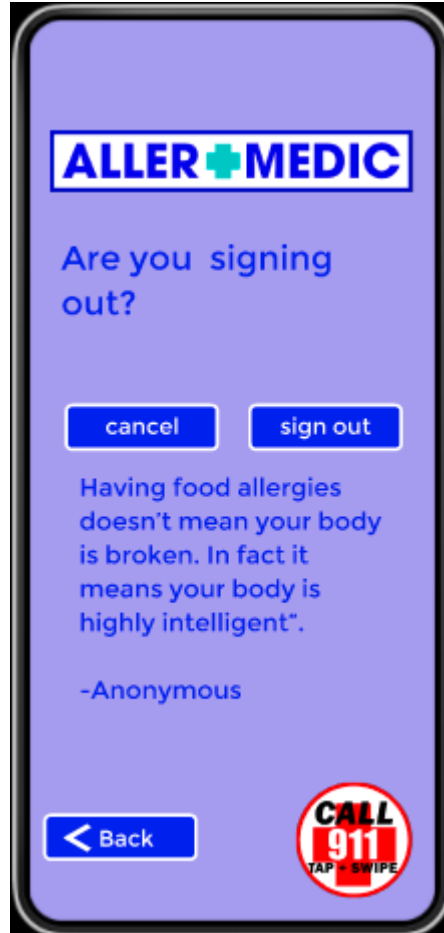 ALLER MEDIC
Are you signing
out?
cancel
sign out
Having food allergies
doesn't mean your body
is broken. In fact it
means your body is
highly intelligent“.
-Anonymous
Back
CALL
911
TAP + SWIPE